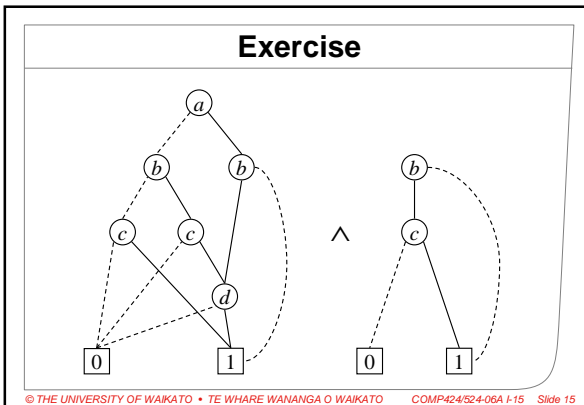 Exercise
a
b b b
c c ∧ c
d
0 1 0 1
© THE UNIVERSITY OF WAIKATO • TE WHARE WANANGA O WAIKATO COMP424/524-06A I-15 Slide 15